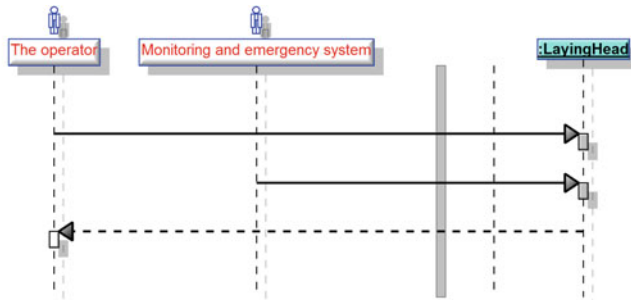 The operator
Monitoring and emergency system
:LayingHead